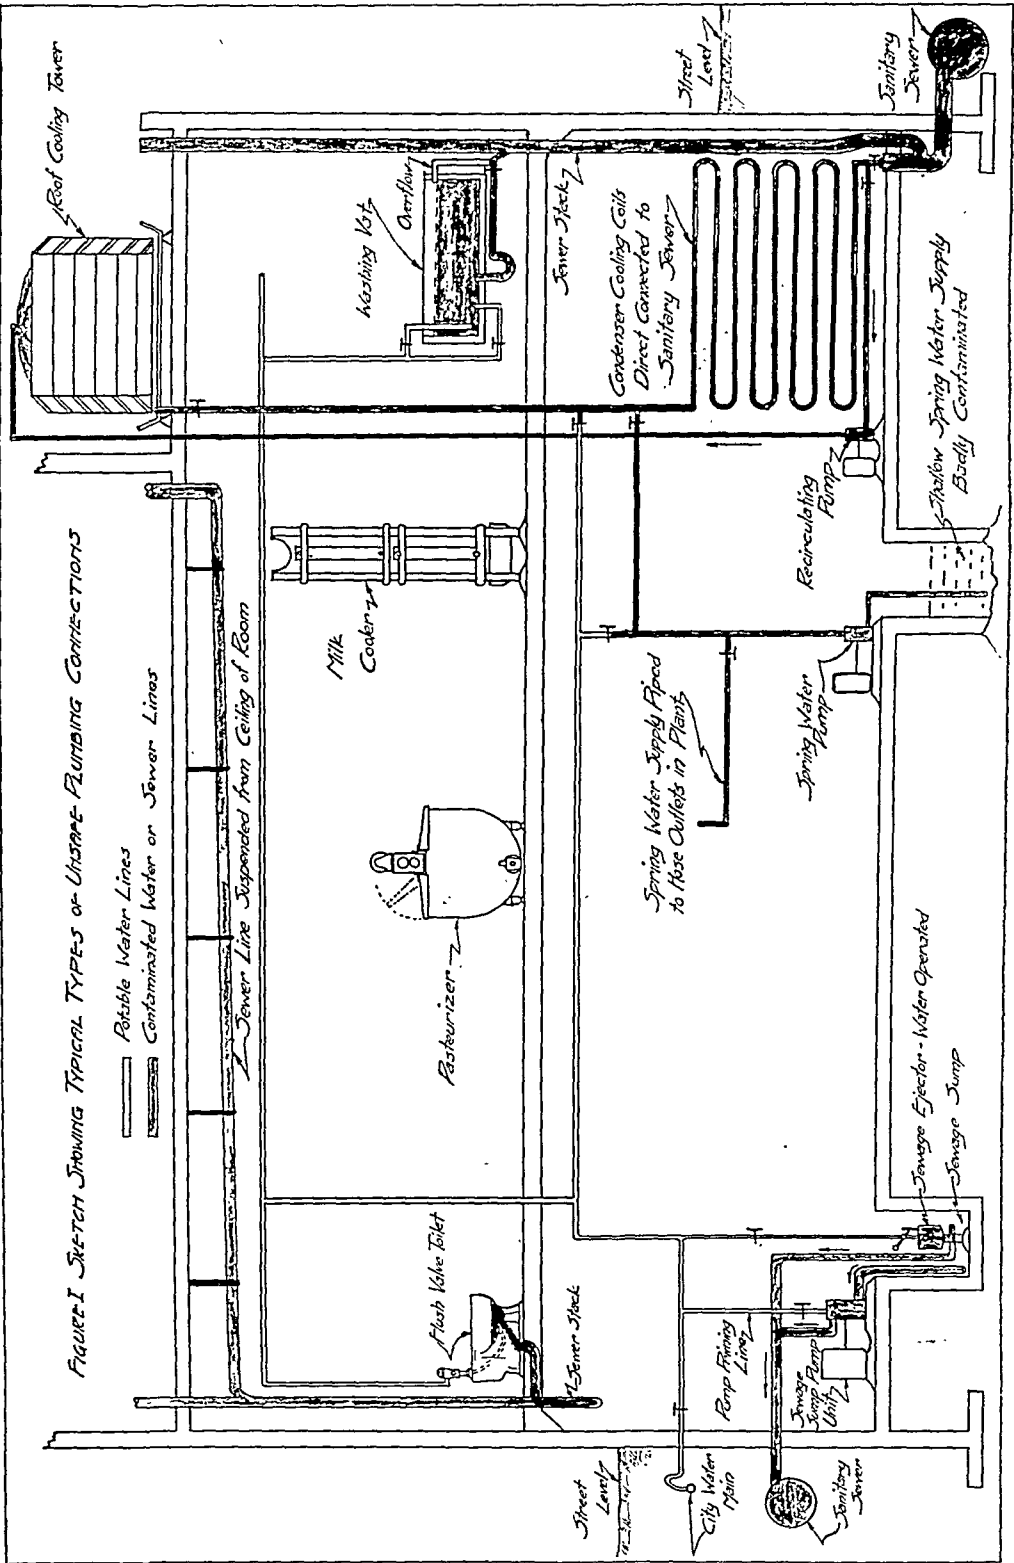 FIGURE-I SKETCH SHOWING TYPICAL TYPES OF UNSAFE PLUMBING CONNECTIONS
Potable Water Lines
Contaminated Water or Sewer Lines
Roof Cooling Tower
Sewer Line Suspended from Ceiling of Room
Washing Vat
Overflow
Milk
Cooler
Pasteurizer
Flush Valve Toilet
Sewer Stack
Sewer Stack
Street
Level
Street
Level
Condenser Cooling Coils
Direct Connected to
Sanitary Sewer
Spring Water Supply Piped
to Hose Outlets in Plant
City Water
Main
Pump Priming
Line
Sewage
Sump Pump
Unit
Sanitary
Sewer
Sewage Ejector-Water Operated
Sewage Sump
Spring Water
Pump
Recirculating
Pump
Shallow Spring Water Supply
Badly Contaminated
Sanitary
Sewer